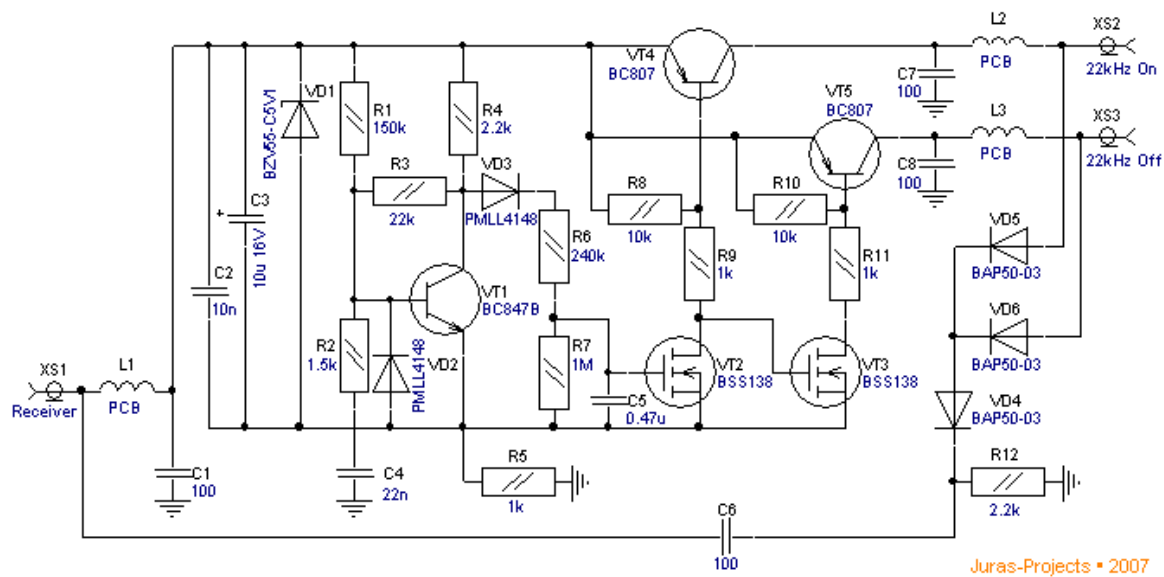 L2
XS2
VT4
BC807
C7
100
PCB
22kHz On
VD1
BZV55-C5V1
R1
150k
R4
2.2k
VT5
BC807
L3
XS3
C8
100
PCB
22kHz Off
R3
22k
VD3
PMLL4148
R8
10k
R10
10k
C3
+
10u 16V
R6
240k
R9
1k
R11
1k
VD5
BAP50-03
C2
10n
VT1
BC847B
VD6
BAP50-03
R2
1.5k
VD2
PMLL4148
R7
1M
VT2
BSS138
VT3
BSS138
XS1
Receiver
L1
PCB
C5
0.47u
VD4
BAP50-03
C1
100
C4
22n
R5
1k
R12
2.2k
C6
100
Juras-Projects • 2007